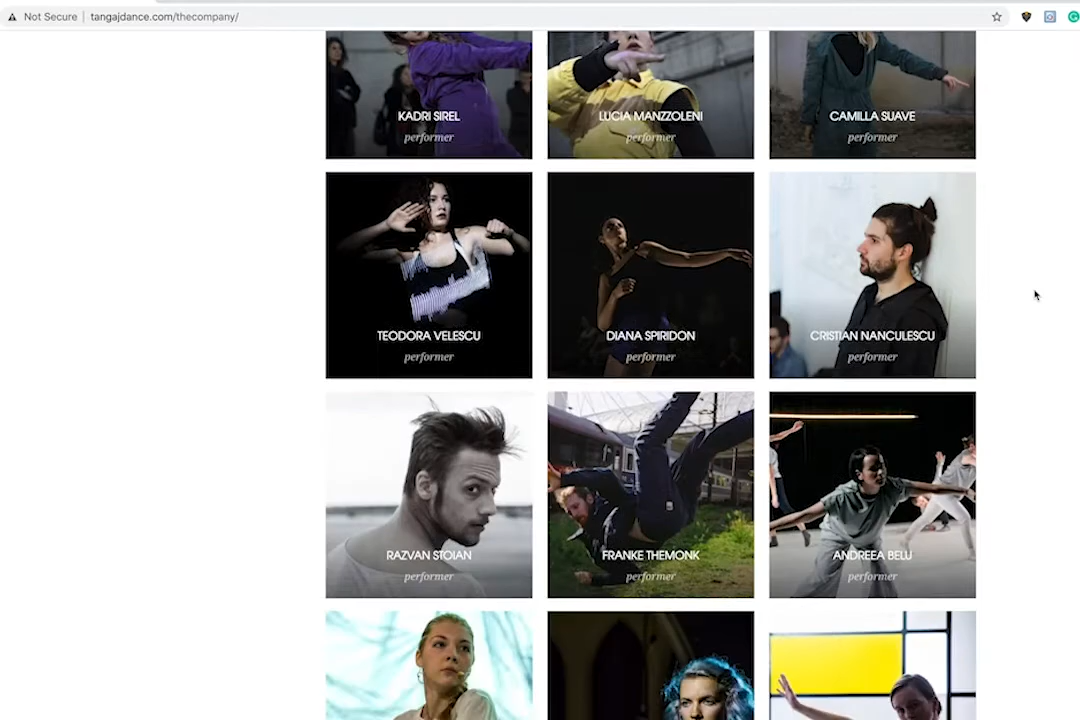 Not Secure | tangajdance.com/thecompany/
KADRI SIREL
performer
LUCIA MANZZOLENI
performer
CAMILLA SUAVE
performer
TEODORA VELESCU
performer
DIANA SPIRIDON
performer
CRISTIAN NANCULESCU
performer
RAZVAN STOIAN
performer
FRANKE THEMONK
performer
ANDREEA BELU
performer